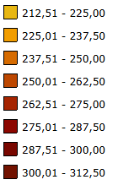 212,51 - 225,00
225,01 - 237,50
237,51 - 250,00
250,01 - 262,50
262,51 - 275,00
275,01 - 287,50
287,51 - 300,00
300,01 - 312,50